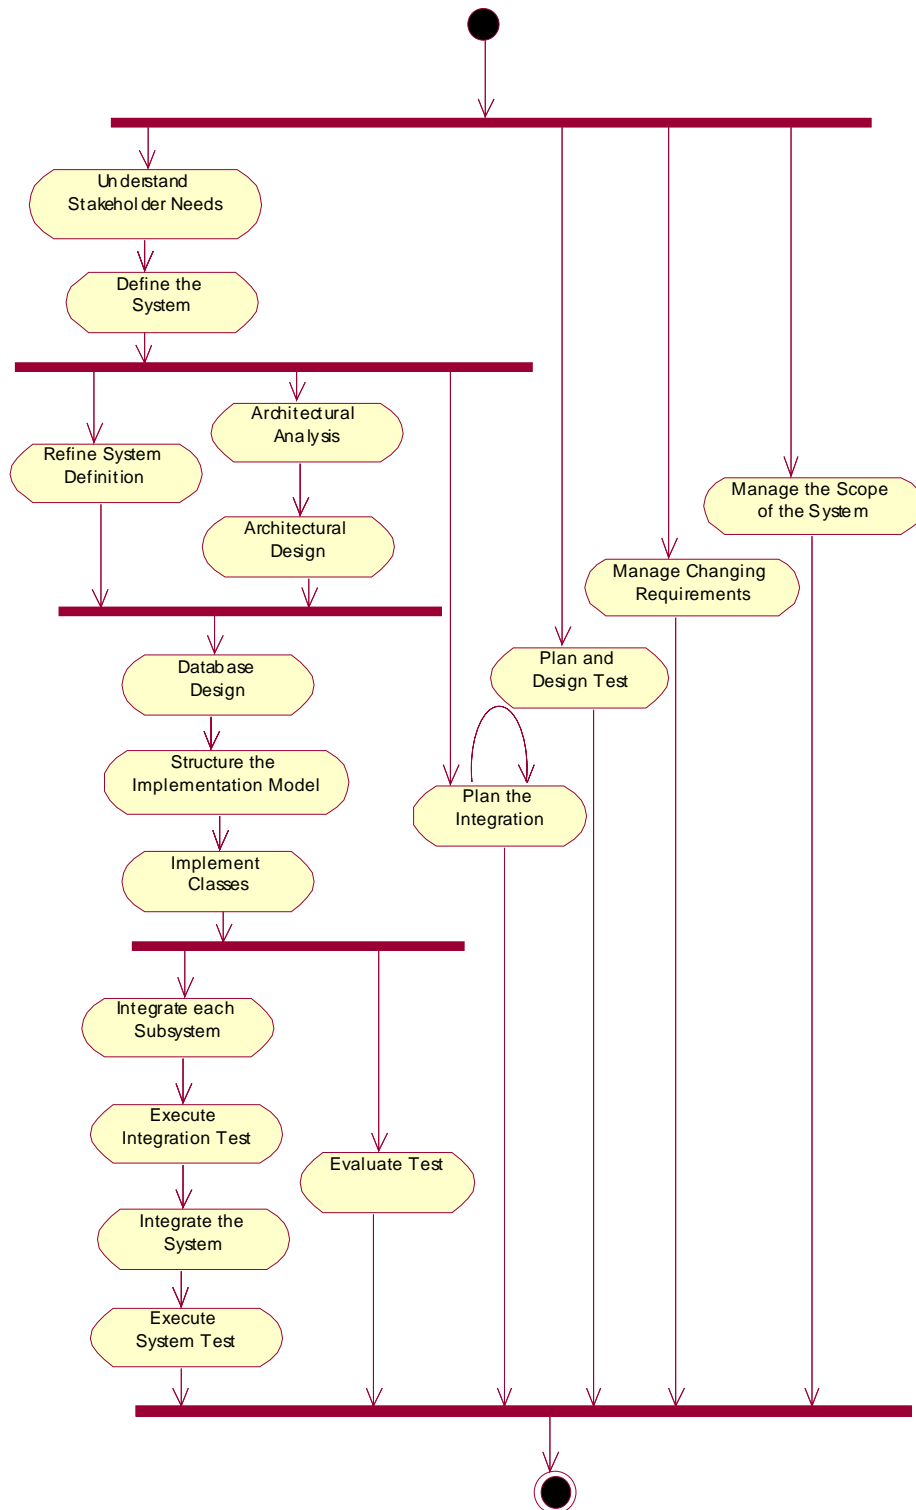 Understand
Stakeholder Needs
Define the
System
Architectural
Analysis
Refine System
Definition
Manage the Scope
of the System
Architectural
Design
Manage Changing
Requirements
Database
Design
Plan and
Design Test
Structure the
Implementation Model
Plan the
Integration
Implement
Classes
Integrate each
Subsystem
Execute
Integration Test
Evaluate Test
Integrate the
System
Execute
System Test